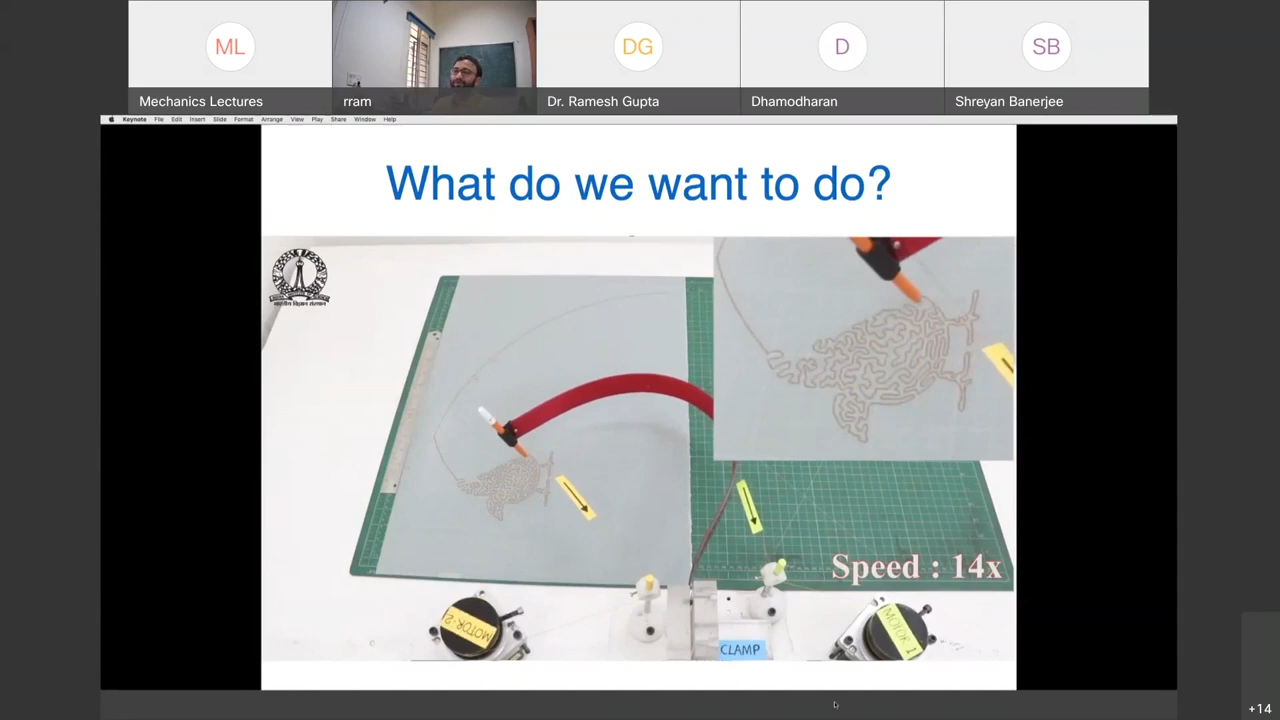 ML
DG
D
SB
Mechanics Lectures
rram
Dr. Ramesh Gupta
Dhamodharan
Shreyan Banerjee
Keynote File Edit Insert Slide Format Arrange View Play Share Window Help
What do we want to do?
भारतीय विज्ञान संस्थान
Speed : 14x
MOTOR-2
MOTOR 1
CLAMP
+14